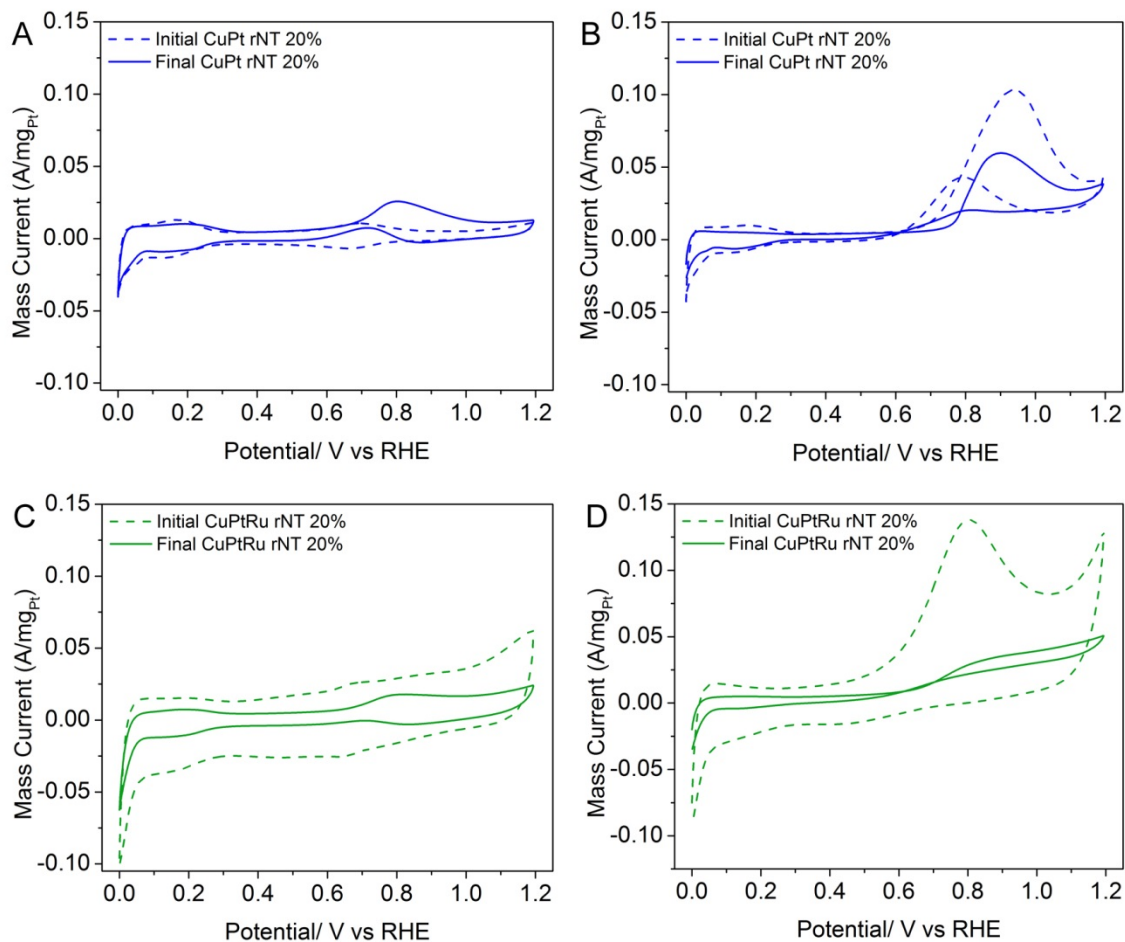 A
Initial CuPt rNT 20%
Final CuPt rNT 20%
0.15
0.10
0.05
0.00
-0.05
-0.10
Mass Current (A/mgPt)
0.0 0.2 0.4 0.6 0.8 1.0 1.2
Potential/ V vs RHE
B
Initial CuPt rNT 20%
Final CuPt rNT 20%
0.15
0.10
0.05
0.00
-0.05
-0.10
Mass Current (A/mgPt)
0.0 0.2 0.4 0.6 0.8 1.0 1.2
Potential/ V vs RHE
C
Initial CuPtRu rNT 20%
Final CuPtRu rNT 20%
0.15
0.10
0.05
0.00
-0.05
-0.10
Mass Current (A/mgPt)
0.0 0.2 0.4 0.6 0.8 1.0 1.2
Potential/ V vs RHE
D
Initial CuPtRu rNT 20%
Final CuPtRu rNT 20%
0.15
0.10
0.05
0.00
-0.05
-0.10
Mass Current (A/mgPt)
0.0 0.2 0.4 0.6 0.8 1.0 1.2
Potential/ V vs RHE